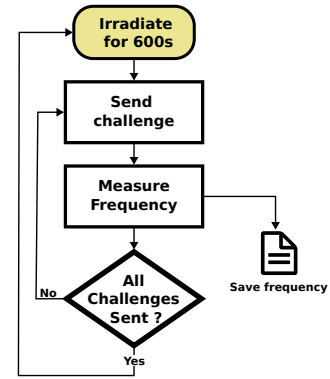 Irradiate
for 600s
Send
challenge
Measure
Frequency
Save frequency
All
Challenges
Sent ?
No
Yes